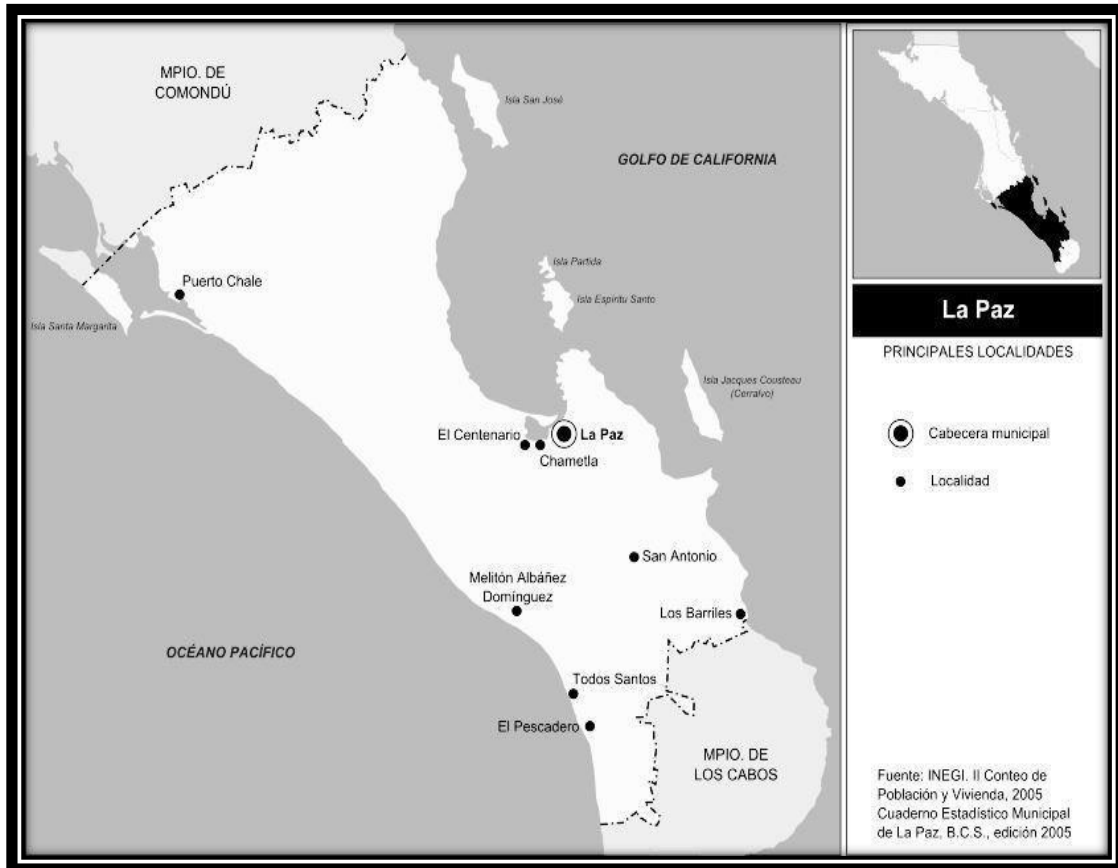 MPIO. DE
COMONDÚ
Isla San José
GOLFO DE CALIFORNIA
Isla Partida
Isla Espíritu Santo
Puerto Chale
Isla Santa Margarita
Isla Jacques Cousteau
(Cerralvo)
El Centenario
La Paz
Chametla
San Antonio
Melitón Albáñez
Domínguez
Los Barriles
OCÉANO PACÍFICO
Todos Santos
El Pescadero
MPIO. DE
LOS CABOS
La Paz
PRINCIPALES LOCALIDADES
Cabecera municipal
Localidad
Fuente: INEGI. II Conteo de
Población y Vivienda, 2005
Cuaderno Estadístico Municipal
de La Paz, B.C.S., edición 2005